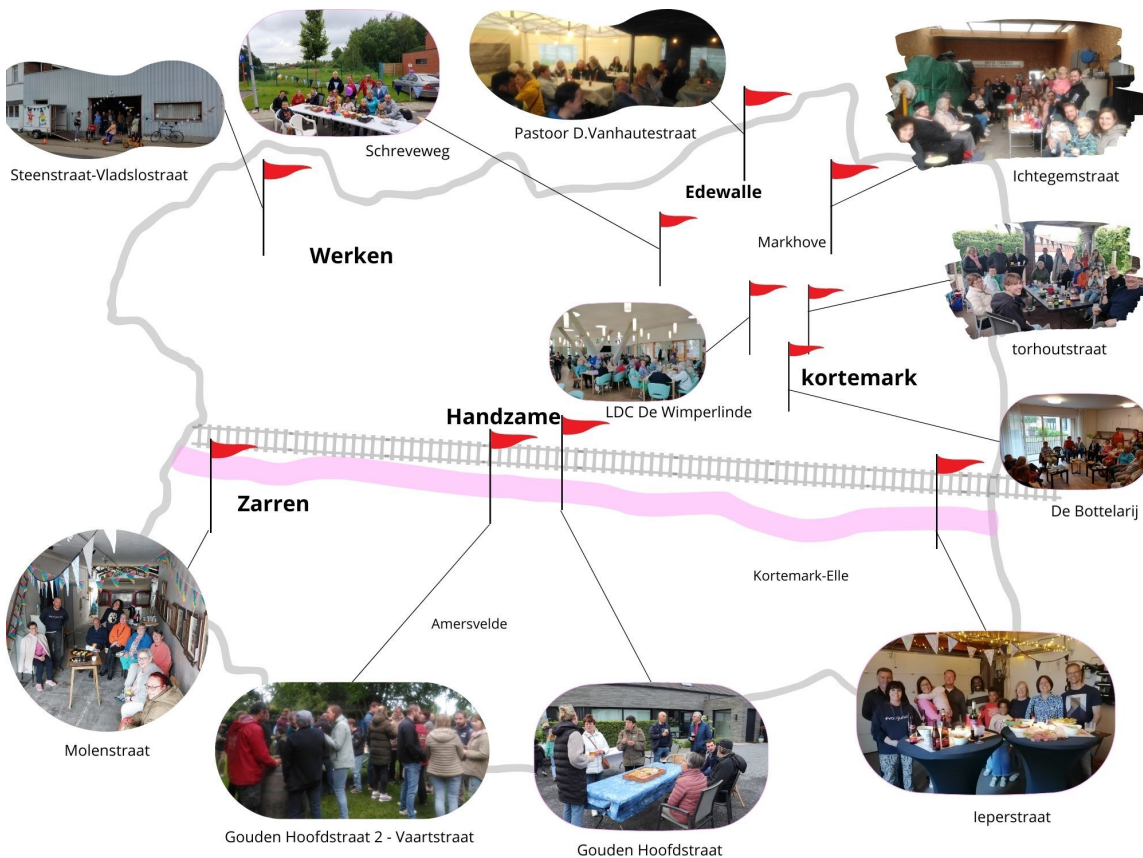 Pastoor D.Vanhautestraat
Schreveweg
Steenstraat-Vladslostraat
Ichtegemstraat
Edewalle
Markhove
Werken
torhoutstraat
kortemark
LDC De Wimperlinde
Handzame
Zarren
De Bottelarij
Kortemark-Elle
Amersvelde
Molenstraat
Ieperstraat
Gouden Hoofdstraat 2 - Vaartstraat
Gouden Hoofdstraat